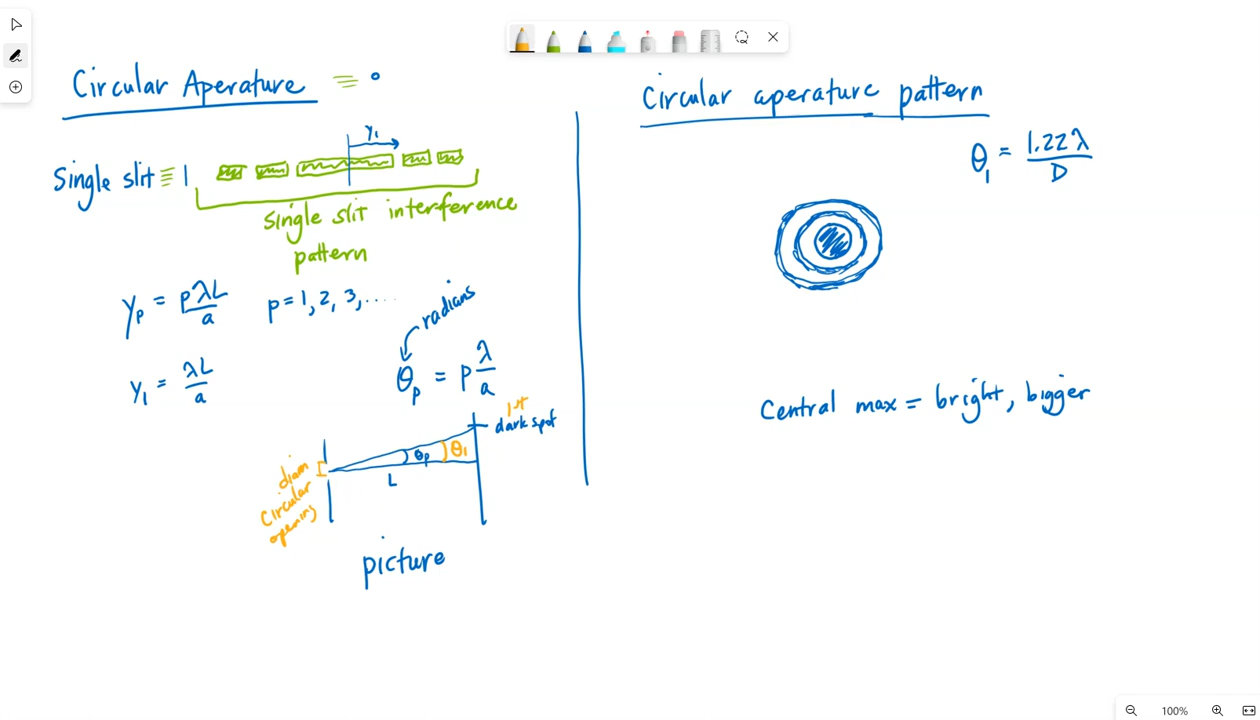 Circular Aperature ≡ °
Single slit ≡ |
y₁
single slit interference
pattern
yₚ = pλL/a    p = 1, 2, 3, .....
radians
y₁ = λL/a
θₚ = p λ/a
1st
dark spot
θₚ
θ₁
L
diam
circular
opening
picture
Circular aperature pattern
θ₁ = 1.22λ/D
Central max = bright, bigger
100%